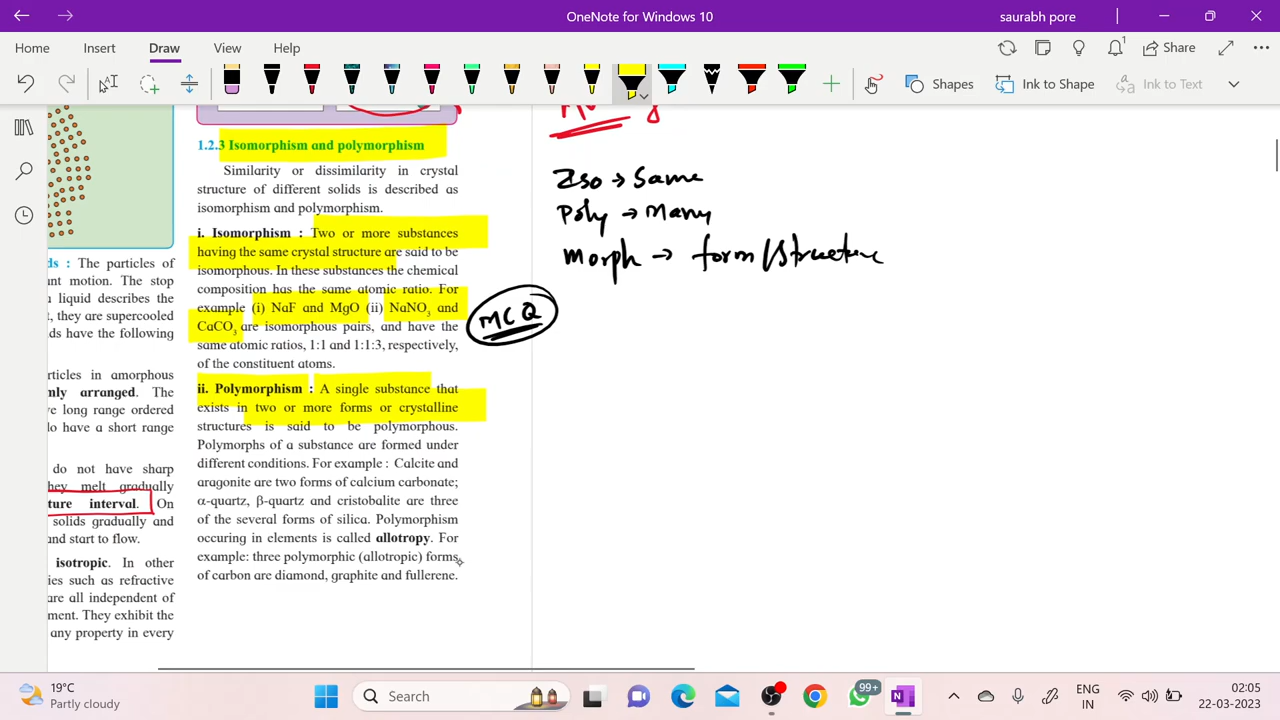 OneNote for Windows 10
saurabh pore
Home Insert Draw View Help
Share
Shapes
Ink to Shape
Ink to Text
1.2.3 Isomorphism and polymorphism
Similarity or dissimilarity in crystal
structure of different solids is described as
isomorphism and polymorphism.
i. Isomorphism : Two or more substances
having the same crystal structure are said to be
isomorphous. In these substances the chemical
composition has the same atomic ratio. For
example (i) NaF and MgO (ii) NaNO3 and
CaCO3 are isomorphous pairs, and have the
same atomic ratios, 1:1 and 1:1:3, respectively,
of the constituent atoms.
ii. Polymorphism : A single substance that
exists in two or more forms or crystalline
structures is said to be polymorphous.
Polymorphs of a substance are formed under
different conditions. For example : Calcite and
aragonite are two forms of calcium carbonate;
α-quartz, β-quartz and cristobalite are three
of the several forms of silica. Polymorphism
occuring in elements is called allotropy. For
example: three polymorphic (allotropic) forms
of carbon are diamond, graphite and fullerene.
: The particles of
motion. The stop
liquid describes the
, they are supercooled
have the following
in amorphous
arranged. The
long range ordered
have a short range
do not have sharp
melt gradually
interval. On
solids gradually and
and start to flow.
isotropic. In other
such as refractive
are all independent of
They exhibit the
any property in every
Iso → Same
Poly → Many
Morph → form/structure
MCQ
19°C
Partly cloudy
Search
99+
ENG
IN
02:05
22-03-2023